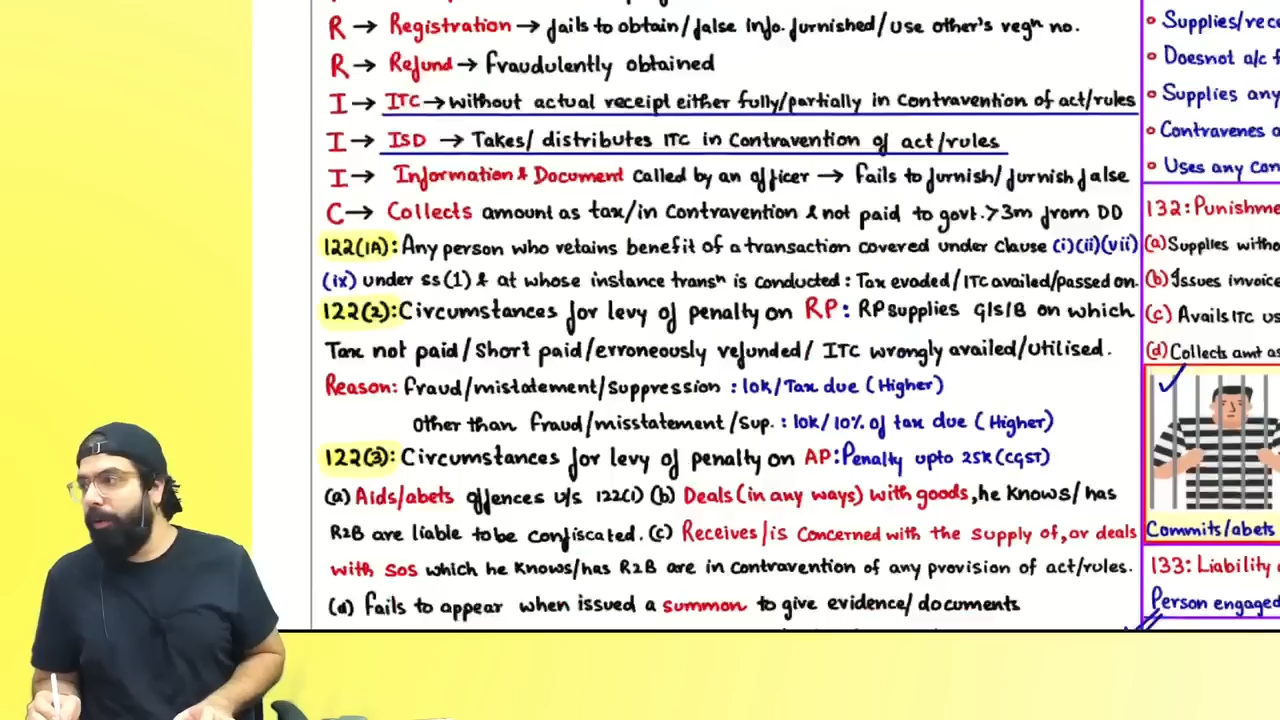 R → Registration → fails to obtain/false Info. furnished/use other's regⁿ no.
R → Refund → fraudulently obtained
I → ITC → without actual receipt either fully/partially in contravention of act/rules
I → ISD → Takes/ distributes ITC in Contravention of act/rules
I → Information & Document called by an officer → fails to furnish/furnish false
C → Collects amount as tax/in contravention & not paid to govt. >3m from DD
122(1A): Any person who retains benefit of a transaction covered under clause (i)(ii)(vii)
(ix) under ss(1) & at whose instance transⁿ is conducted : Tax evaded/ITC availed/passed on.
122(2): Circumstances for levy of penalty on RP: RP supplies G/S/B on which
Tax not paid/short paid/erroneously refunded/ ITC wrongly availed/utilised.
Reason: fraud/mistatement/suppression : 10k/Tax due (Higher)
Other than fraud/misstatement/Sup. : 10k/10% of tax due (Higher)
122(3): Circumstances for levy of penalty on AP: Penalty upto 25K (CGST)
(a) Aids/abets offences u/s 122(1) (b) Deals (in any ways) with goods, he knows/has
R2B are liable to be confiscated. (c) Receives/is concerned with the supply of, or deals
with SOS which he knows/has R2B are in contravention of any provision of act/rules.
(d) fails to appear when issued a summon to give evidence/documents
Supplies/rece
Doesnot a/c f
Supplies any
Contravenes a
Uses any con
132: Punishme
(a) Supplies witho
(b) Issues invoice
(c) Avails ITC us
(d) Collects amt as
Commits/abets
133: Liability
Person engaged